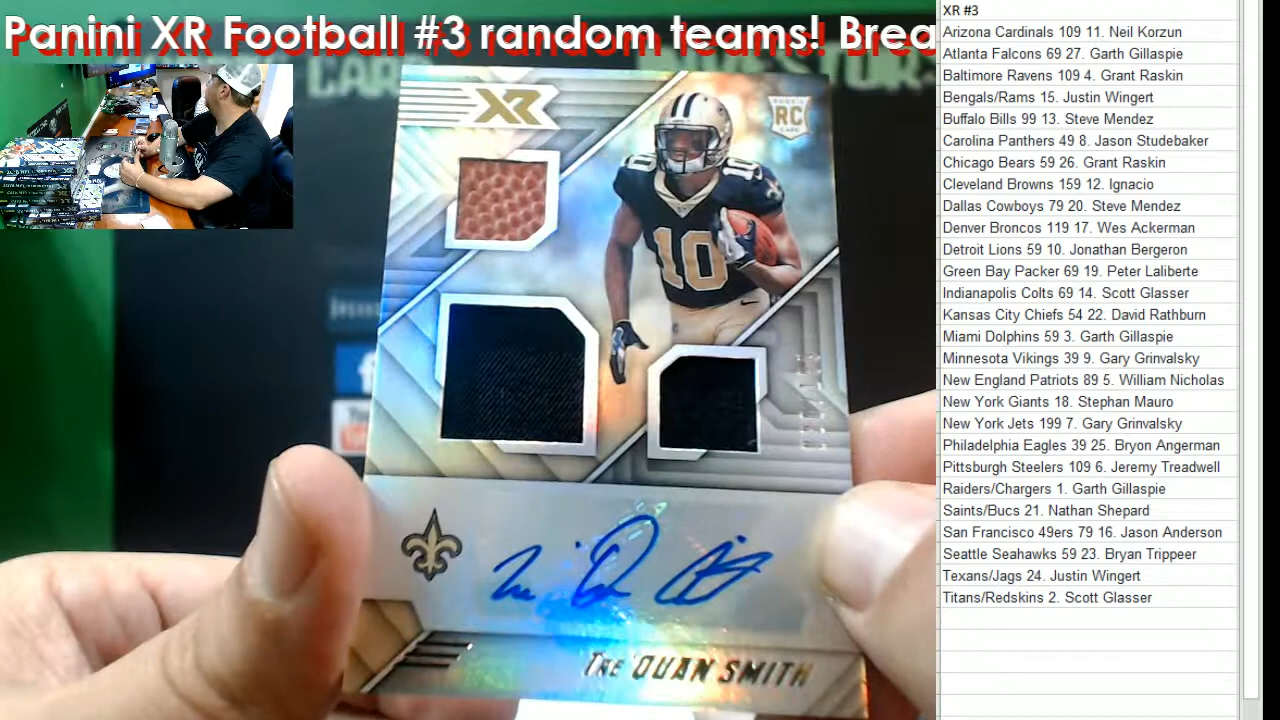 Panini XR Football #3 random teams! Brea
XR
ROOKIE
RC
CARD
10
10
TRE'QUAN SMITH
XR #3
Arizona Cardinals 109 11. Neil Korzun
Atlanta Falcons 69 27. Garth Gillaspie
Baltimore Ravens 109 4. Grant Raskin
Bengals/Rams 15. Justin Wingert
Buffalo Bills 99 13. Steve Mendez
Carolina Panthers 49 8. Jason Studebaker
Chicago Bears 59 26. Grant Raskin
Cleveland Browns 159 12. Ignacio
Dallas Cowboys 79 20. Steve Mendez
Denver Broncos 119 17. Wes Ackerman
Detroit Lions 59 10. Jonathan Bergeron
Green Bay Packer 69 19. Peter Laliberte
Indianapolis Colts 69 14. Scott Glasser
Kansas City Chiefs 54 22. David Rathburn
Miami Dolphins 59 3. Garth Gillaspie
Minnesota Vikings 39 9. Gary Grinvalsky
New England Patriots 89 5. William Nicholas
New York Giants 18. Stephan Mauro
New York Jets 199 7. Gary Grinvalsky
Philadelphia Eagles 39 25. Bryon Angerman
Pittsburgh Steelers 109 6. Jeremy Treadwell
Raiders/Chargers 1. Garth Gillaspie
Saints/Bucs 21. Nathan Shepard
San Francisco 49ers 79 16. Jason Anderson
Seattle Seahawks 59 23. Bryan Trippeer
Texans/Jags 24. Justin Wingert
Titans/Redskins 2. Scott Glasser